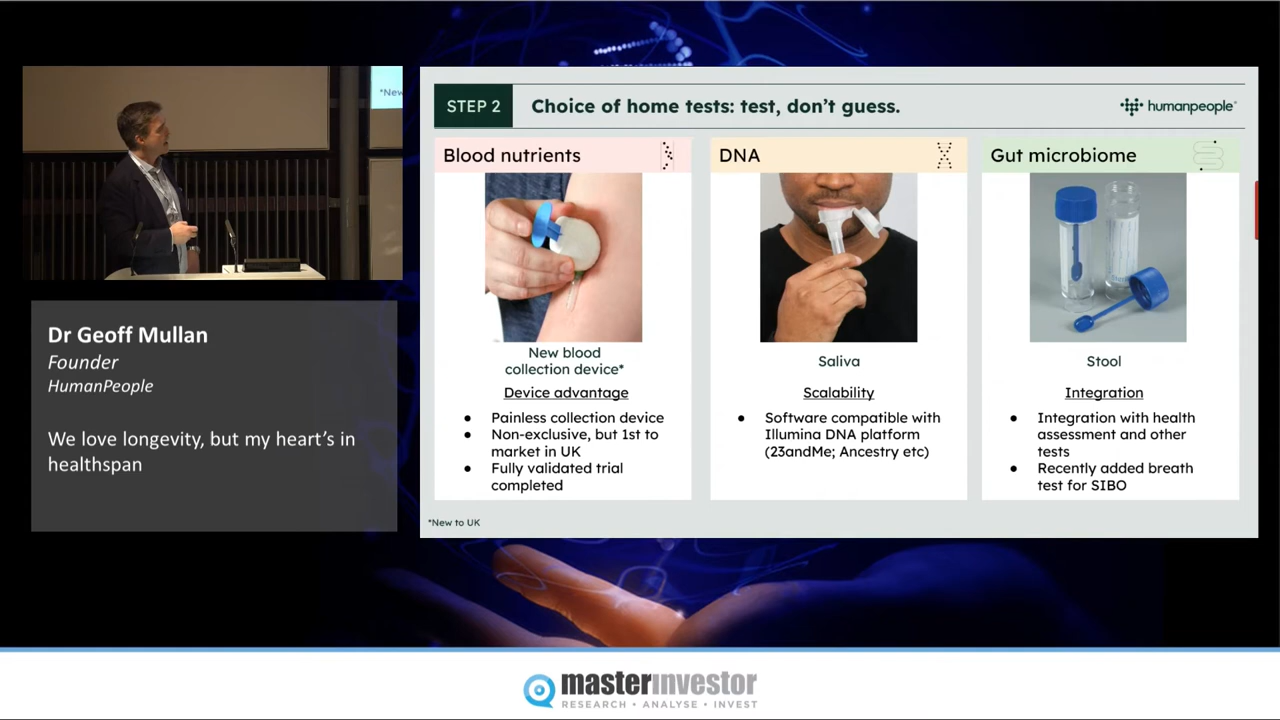 *New
Dr Geoff Mullan
Founder
HumanPeople
We love longevity, but my heart's in
healthspan
STEP 2
Choice of home tests: test, don't guess.
humanpeople
Blood nutrients
New blood
collection device*
Device advantage
● Painless collection device
● Non-exclusive, but 1st to
market in UK
● Fully validated trial
completed
DNA
Saliva
Scalability
● Software compatible with
Illumina DNA platform
(23andMe; Ancestry etc)
Gut microbiome
Stool
Integration
● Integration with health
assessment and other
tests
● Recently added breath
test for SIBO
*New to UK
masterinvestor
RESEARCH • ANALYSE • INVEST